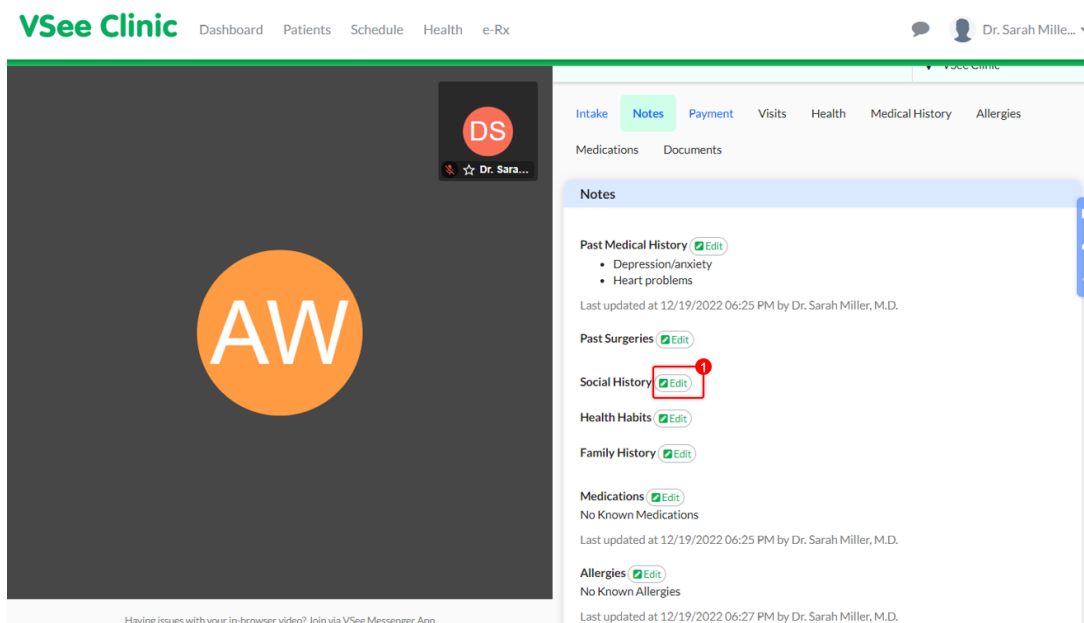 VSee Clinic Dashboard Patients Schedule Health e-Rx Dr. Sarah Mille...
VSee Clinic
DS
Dr. Sara...
AW
Intake Notes Payment Visits Health Medical History Allergies
Medications Documents
Notes
Past Medical History Edit
Depression/anxiety
Heart problems
Last updated at 12/19/2022 06:25 PM by Dr. Sarah Miller, M.D.
Past Surgeries Edit
1
Social History Edit
Health Habits Edit
Family History Edit
Medications Edit
No Known Medications
Last updated at 12/19/2022 06:25 PM by Dr. Sarah Miller, M.D.
Allergies Edit
No Known Allergies
Last updated at 12/19/2022 06:27 PM by Dr. Sarah Miller, M.D.
Having issues with your in-browser video? Join via VSee Messenger App